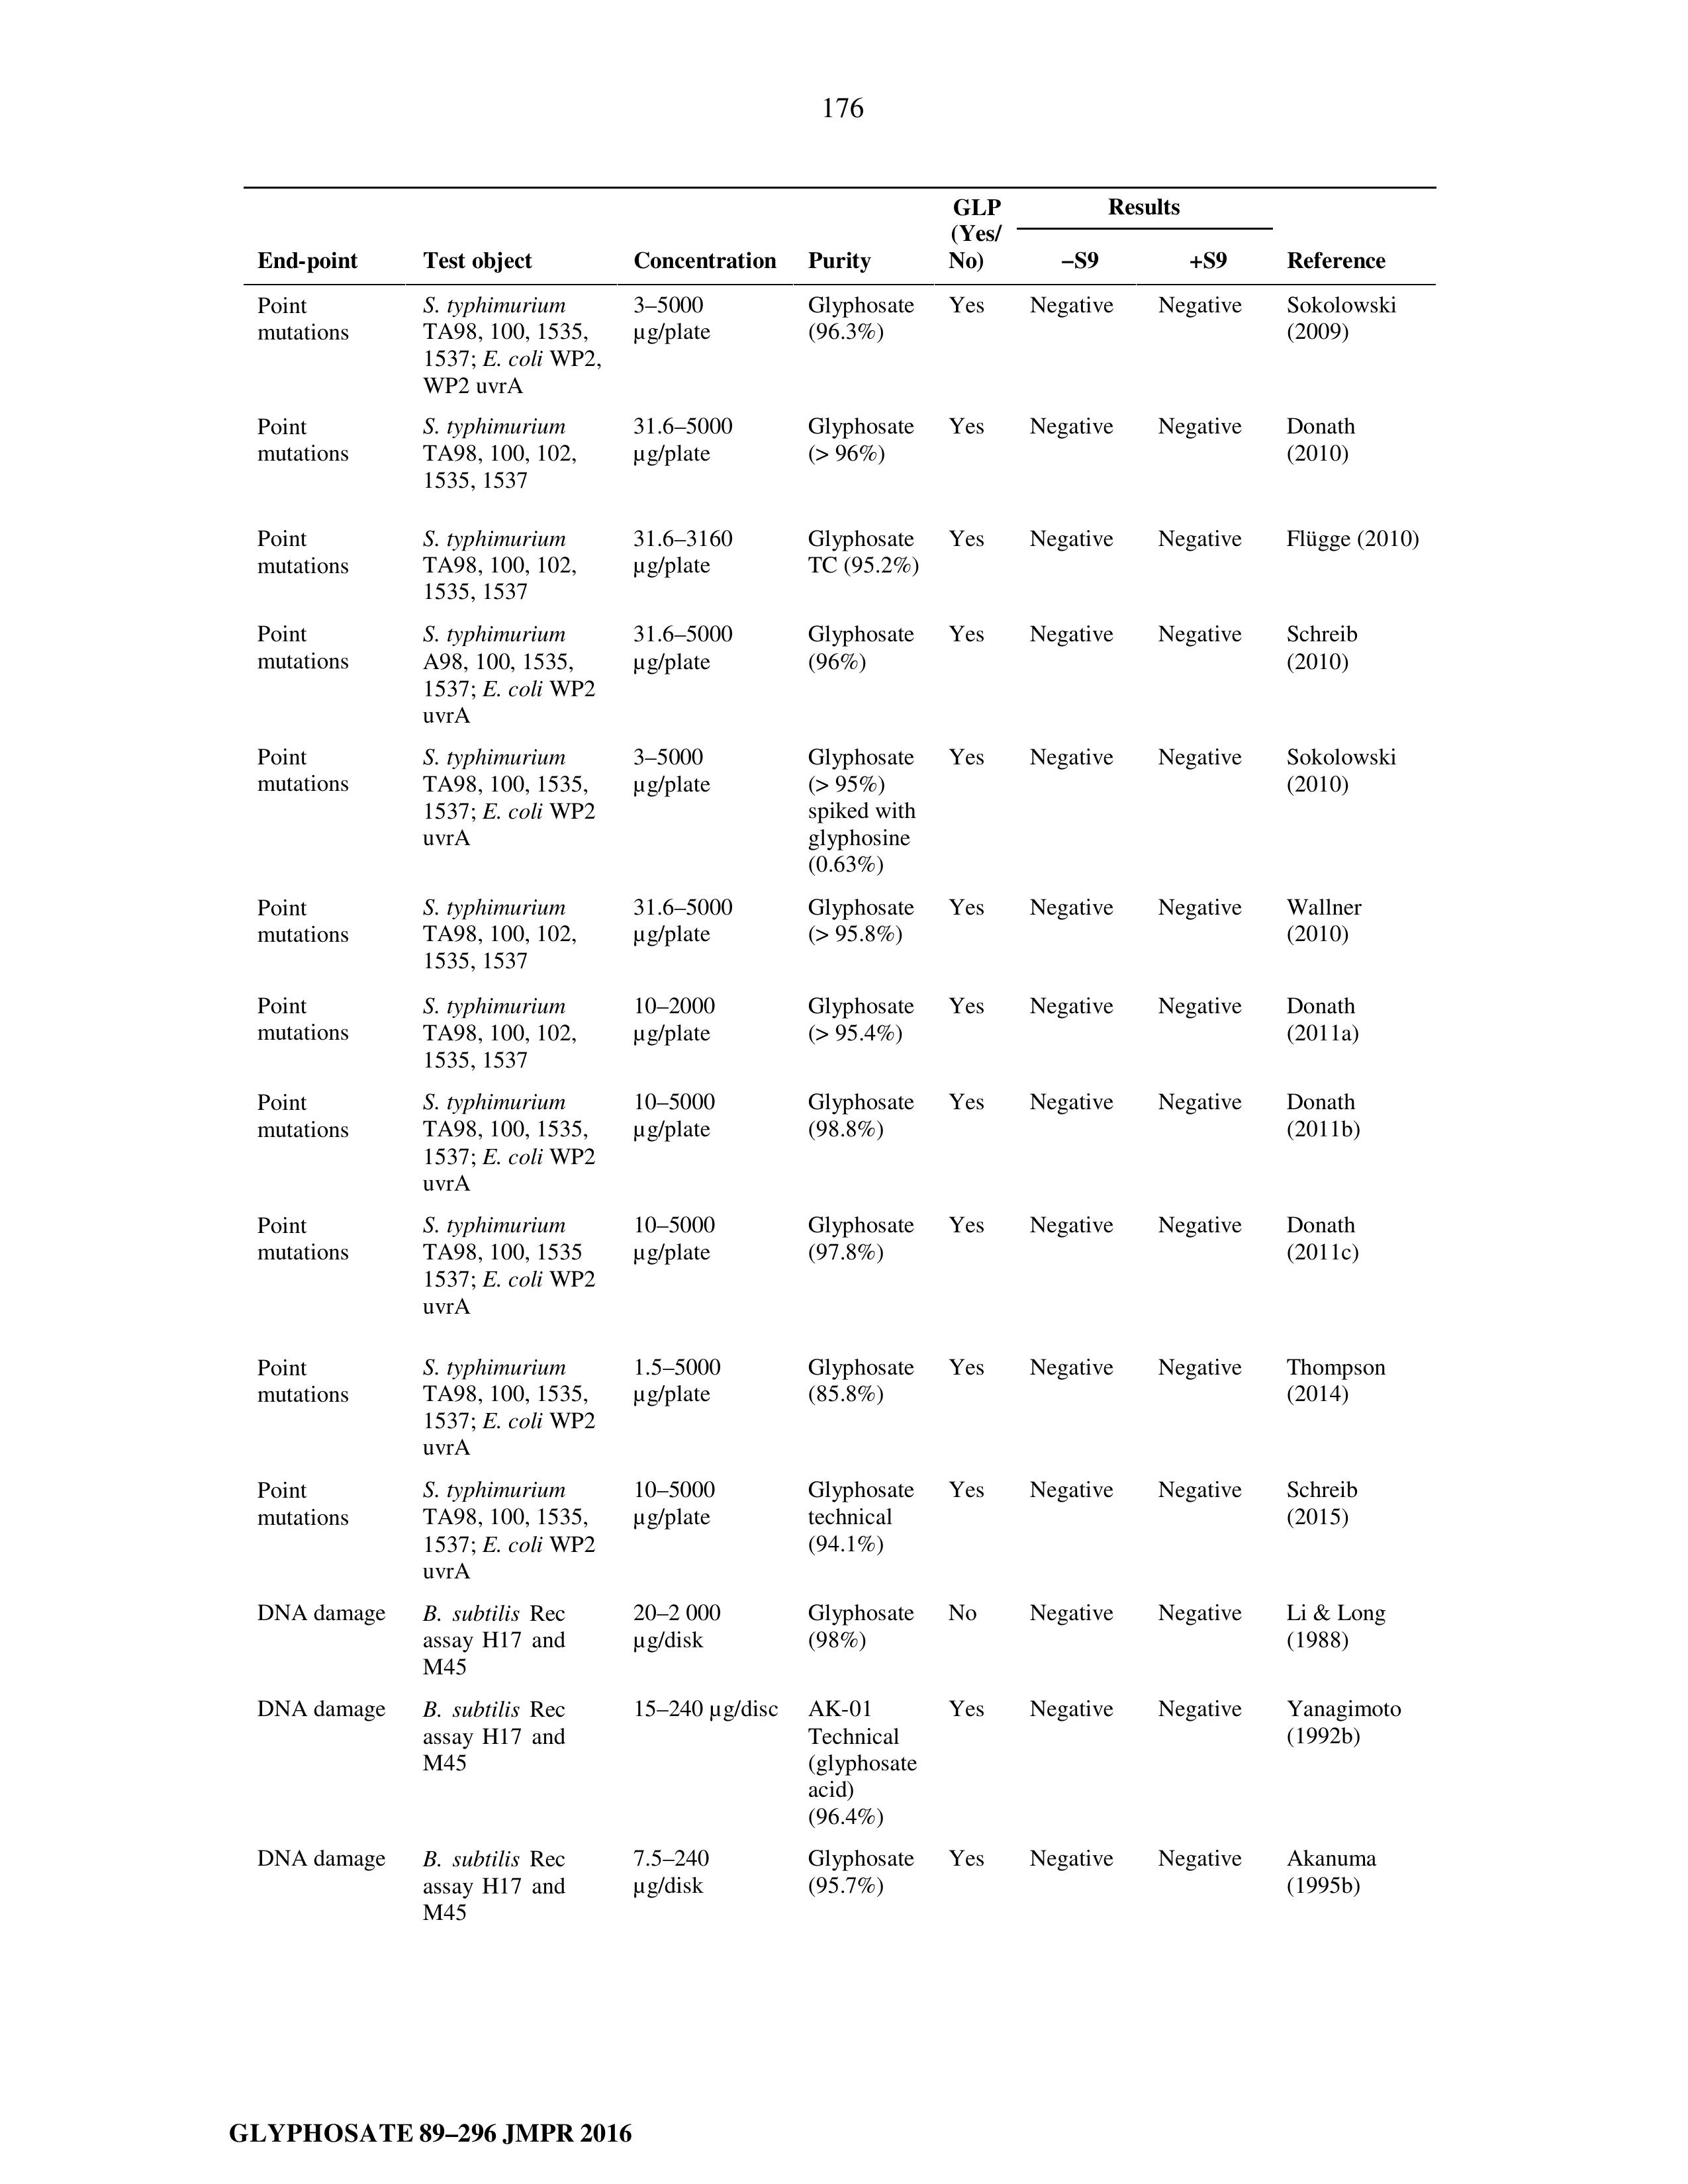 176
GLP
(Yes/
No)
Results
End-point Test object Concentration Purity –S9 +S9 Reference
Point mutations
S. typhimurium
TA98, 100, 1535,
1537; E. coli WP2,
WP2 uvrA
3–5000
µg/plate
Glyphosate
(96.3%)
Yes Negative Negative Sokolowski
(2009)
Point
mutations
S. typhimurium
TA98, 100, 102,
1535, 1537
31.6–5000
µg/plate
Glyphosate
(> 96%)
Yes Negative Negative Donath
(2010)
Point
mutations
S. typhimurium
TA98, 100, 102,
1535, 1537
31.6–3160
µg/plate
Glyphosate
TC (95.2%)
Yes Negative Negative Flügge (2010)
Point
mutations
S. typhimurium
A98, 100, 1535,
1537; E. coli WP2
uvrA
31.6–5000
µg/plate
Glyphosate
(96%)
Yes Negative Negative Schreib
(2010)
Point
mutations
S. typhimurium
TA98, 100, 1535,
1537; E. coli WP2
uvrA
3–5000
µg/plate
Glyphosate
(> 95%)
spiked with
glyphosine
(0.63%)
Yes Negative Negative Sokolowski
(2010)
Point
mutations
S. typhimurium
TA98, 100, 102,
1535, 1537
31.6–5000
µg/plate
Glyphosate
(> 95.8%)
Yes Negative Negative Wallner
(2010)
Point
mutations
S. typhimurium
TA98, 100, 102,
1535, 1537
10–2000
µg/plate
Glyphosate
(> 95.4%)
Yes Negative Negative Donath
(2011a)
Point
mutations
S. typhimurium
TA98, 100, 1535,
1537; E. coli WP2
uvrA
10–5000
µg/plate
Glyphosate
(98.8%)
Yes Negative Negative Donath
(2011b)
Point
mutations
S. typhimurium
TA98, 100, 1535
1537; E. coli WP2
uvrA
10–5000
µg/plate
Glyphosate
(97.8%)
Yes Negative Negative Donath
(2011c)
Point
mutations
S. typhimurium
TA98, 100, 1535,
1537; E. coli WP2
uvrA
1.5–5000
µg/plate
Glyphosate
(85.8%)
Yes Negative Negative Thompson
(2014)
Point
mutations
S. typhimurium
TA98, 100, 1535,
1537; E. coli WP2
uvrA
10–5000
µg/plate
Glyphosate
technical
(94.1%)
Yes Negative Negative Schreib
(2015)
DNA damage
B. subtilis Rec
assay H17 and
M45
20–2 000
µg/disk
Glyphosate
(98%)
No Negative Negative Li & Long
(1988)
DNA damage
B. subtilis Rec
assay H17 and
M45
15–240 µg/disc
AK-01
Technical
(glyphosate
acid)
(96.4%)
Yes Negative Negative Yanagimoto
(1992b)
DNA damage
B. subtilis Rec
assay H17 and
M45
7.5–240
µg/disk
Glyphosate
(95.7%)
Yes Negative Negative Akanuma
(1995b)
GLYPHOSATE 89–296 JMPR 2016